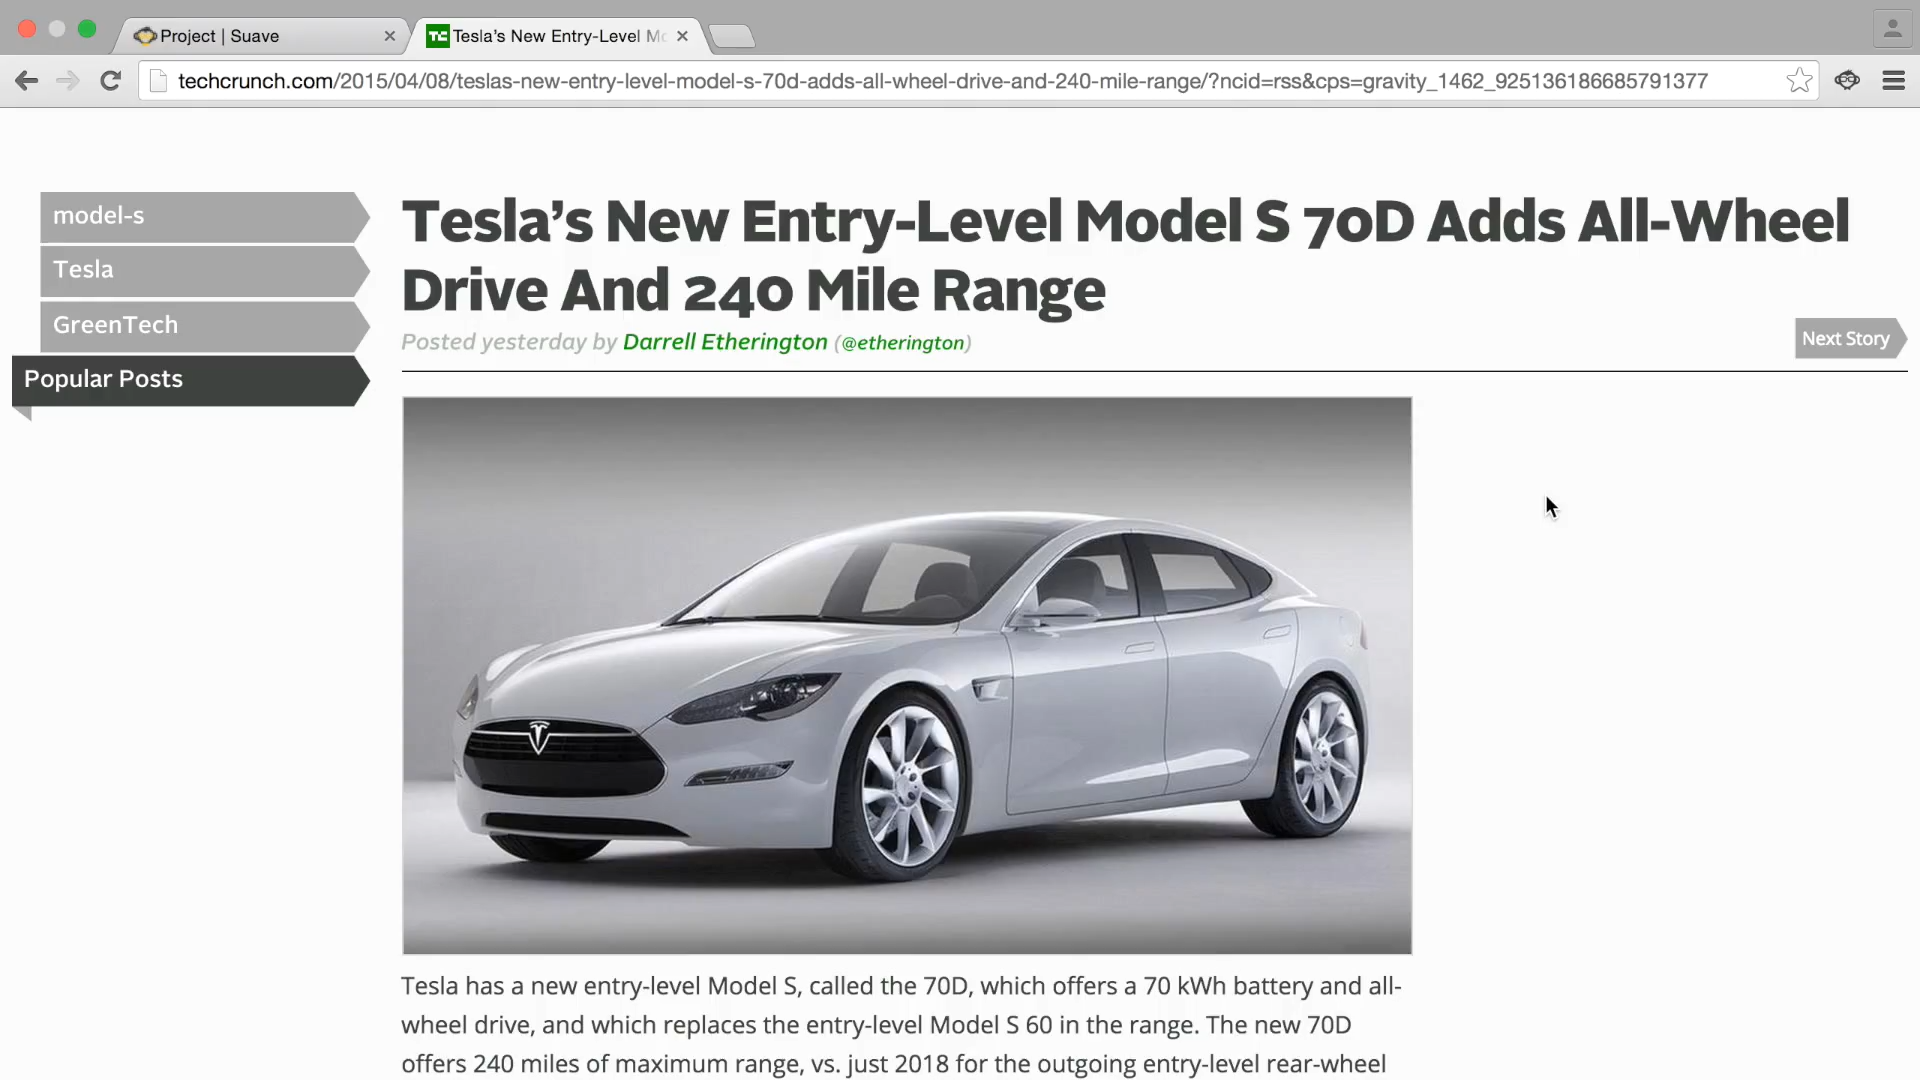 Project | Suave
TC Tesla's New Entry-Level Mo
techcrunch.com/2015/04/08/teslas-new-entry-level-model-s-70d-adds-all-wheel-drive-and-240-mile-range/?ncid=rss&cps=gravity_1462_925136186685791377
model-s
Tesla
GreenTech
Popular Posts
Tesla’s New Entry-Level Model S 70D Adds All-Wheel
Drive And 240 Mile Range
Posted yesterday by Darrell Etherington (@etherington)
Next Story
Tesla has a new entry-level Model S, called the 70D, which offers a 70 kWh battery and all-
wheel drive, and which replaces the entry-level Model S 60 in the range. The new 70D
offers 240 miles of maximum range, vs. just 2018 for the outgoing entry-level rear-wheel